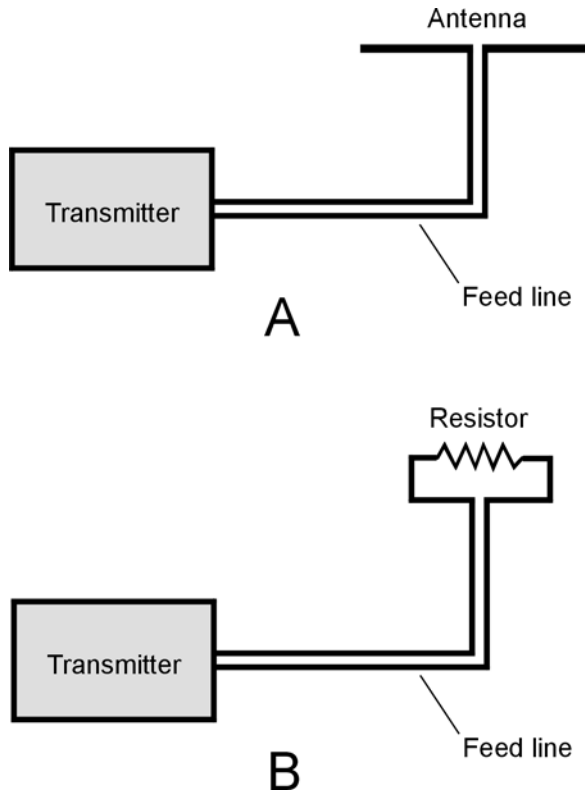 Antenna
Transmitter
Feed line
A
Resistor
Transmitter
Feed line
B